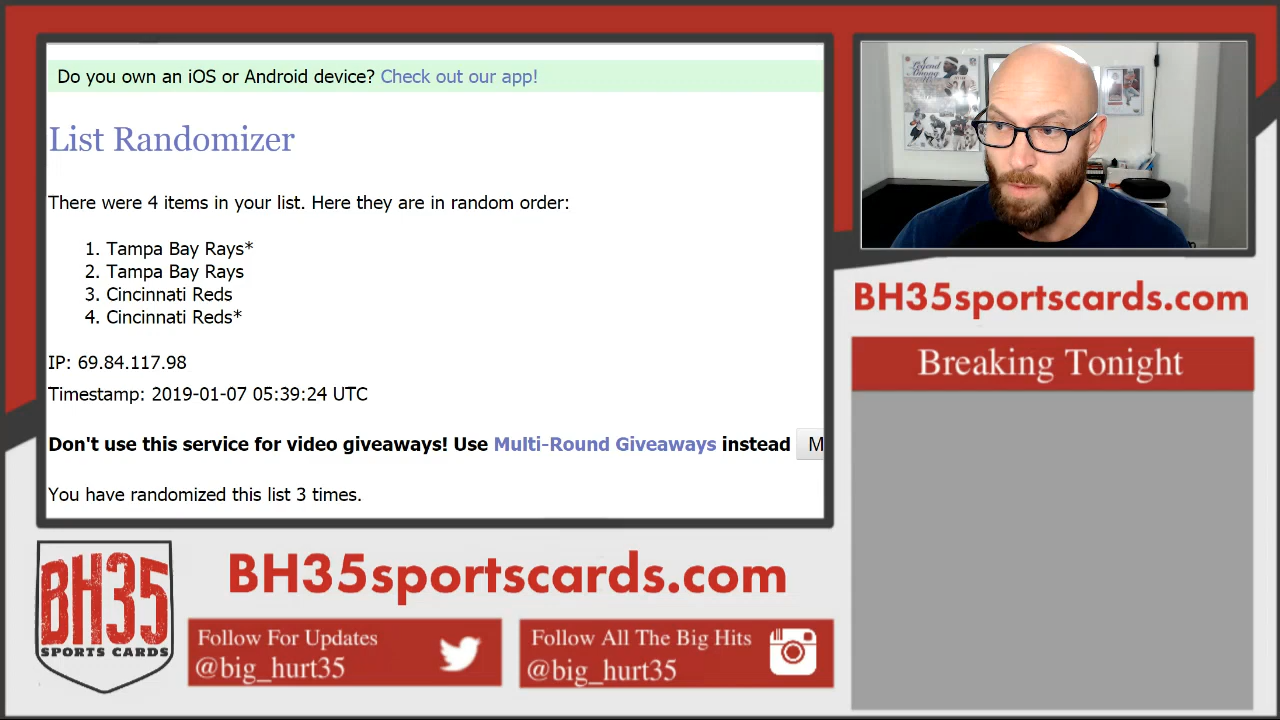 Do you own an iOS or Android device? Check out our app!
List Randomizer
There were 4 items in your list. Here they are in random order:
1. Tampa Bay Rays*
2. Tampa Bay Rays
3. Cincinnati Reds
4. Cincinnati Reds*
IP: 69.84.117.98
Timestamp: 2019-01-07 05:39:24 UTC
Don't use this service for video giveaways! Use Multi-Round Giveaways instead M
You have randomized this list 3 times.
Legend
Among
BH35sportscards.com
Breaking Tonight
BH35
SPORTS CARDS
BH35sportscards.com
Follow For Updates
@big_hurt35
Follow All The Big Hits
@big_hurt35